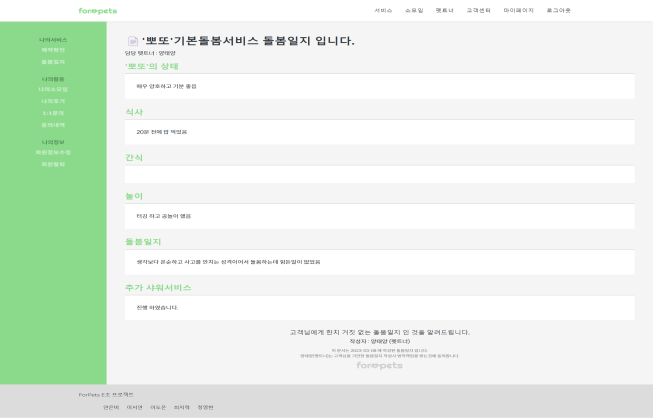 forpets
서비스 소모임 펫트너 고객센터 마이페이지 로그아웃
나의서비스
예약확인
돌봄일지
나의활동
나의소모임
나의후기
1:1문의
결제내역
나의정보
회원정보수정
회원탈퇴
'뽀또'기본돌봄서비스 돌봄일지 입니다.
담당 펫트너 : 양태양
'뽀또'의 상태
매우 양호하고 기분 좋음
식사
20분 전에 밥 먹었음
간식
놀이
터깅 하고 공놀이 했음
돌봄일지
생각보다 온순하고 사고를 안치는 성격이어서 돌봄하는데 힘든일이 없었음
추가 샤워서비스
진행 하였습니다.
고객님에게 한치 거짓 없는 돌봄일지 인 것을 알려드립니다.
작성자 : 양태양 (펫트너)
forpets
ForPets E조 프로젝트